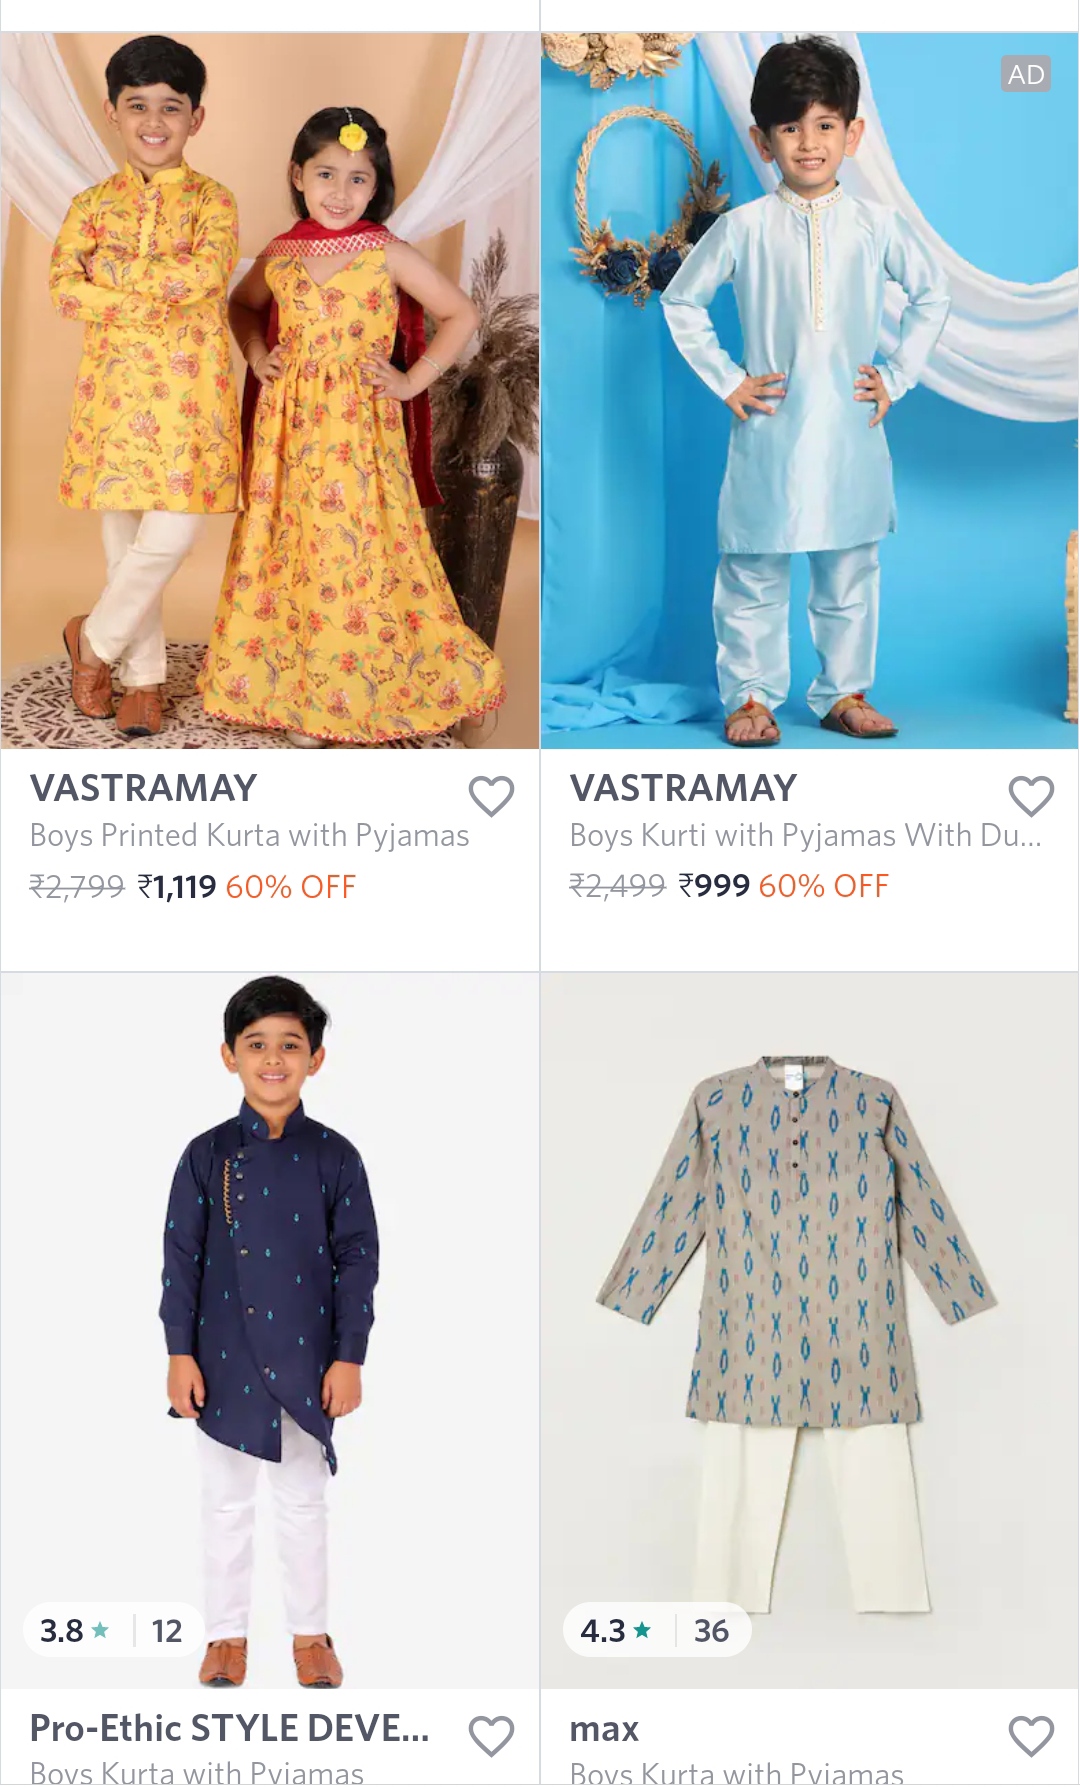 AD
VASTRAMAY
Boys Printed Kurta with Pyjamas
₹2,799 ₹1,119 60% OFF
VASTRAMAY
Boys Kurti with Pyjamas With Du...
₹2,499 ₹999 60% OFF
3.8 ★ | 12
Pro-Ethic STYLE DEVE...
Boys Kurta with Pyjamas
4.3 ★ | 36
max
Boys Kurta with Pyjamas